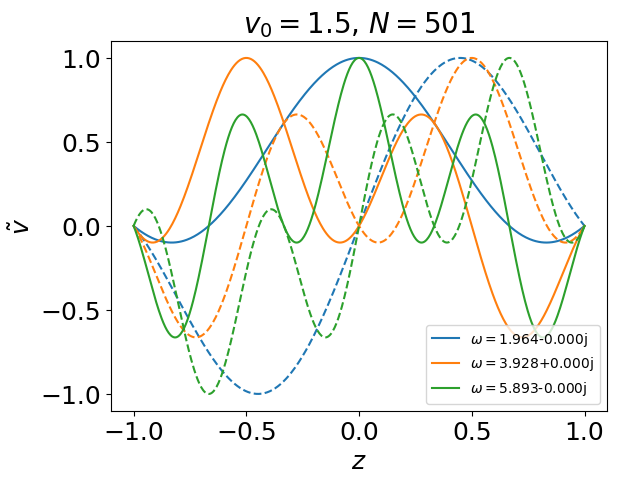 v₀ = 1.5, N = 501
1.0
0.5
0.0
−0.5
−1.0
ṽ
ω = 1.964-0.000j
ω = 3.928+0.000j
ω = 5.893-0.000j
−1.0 −0.5 0.0 0.5 1.0
z